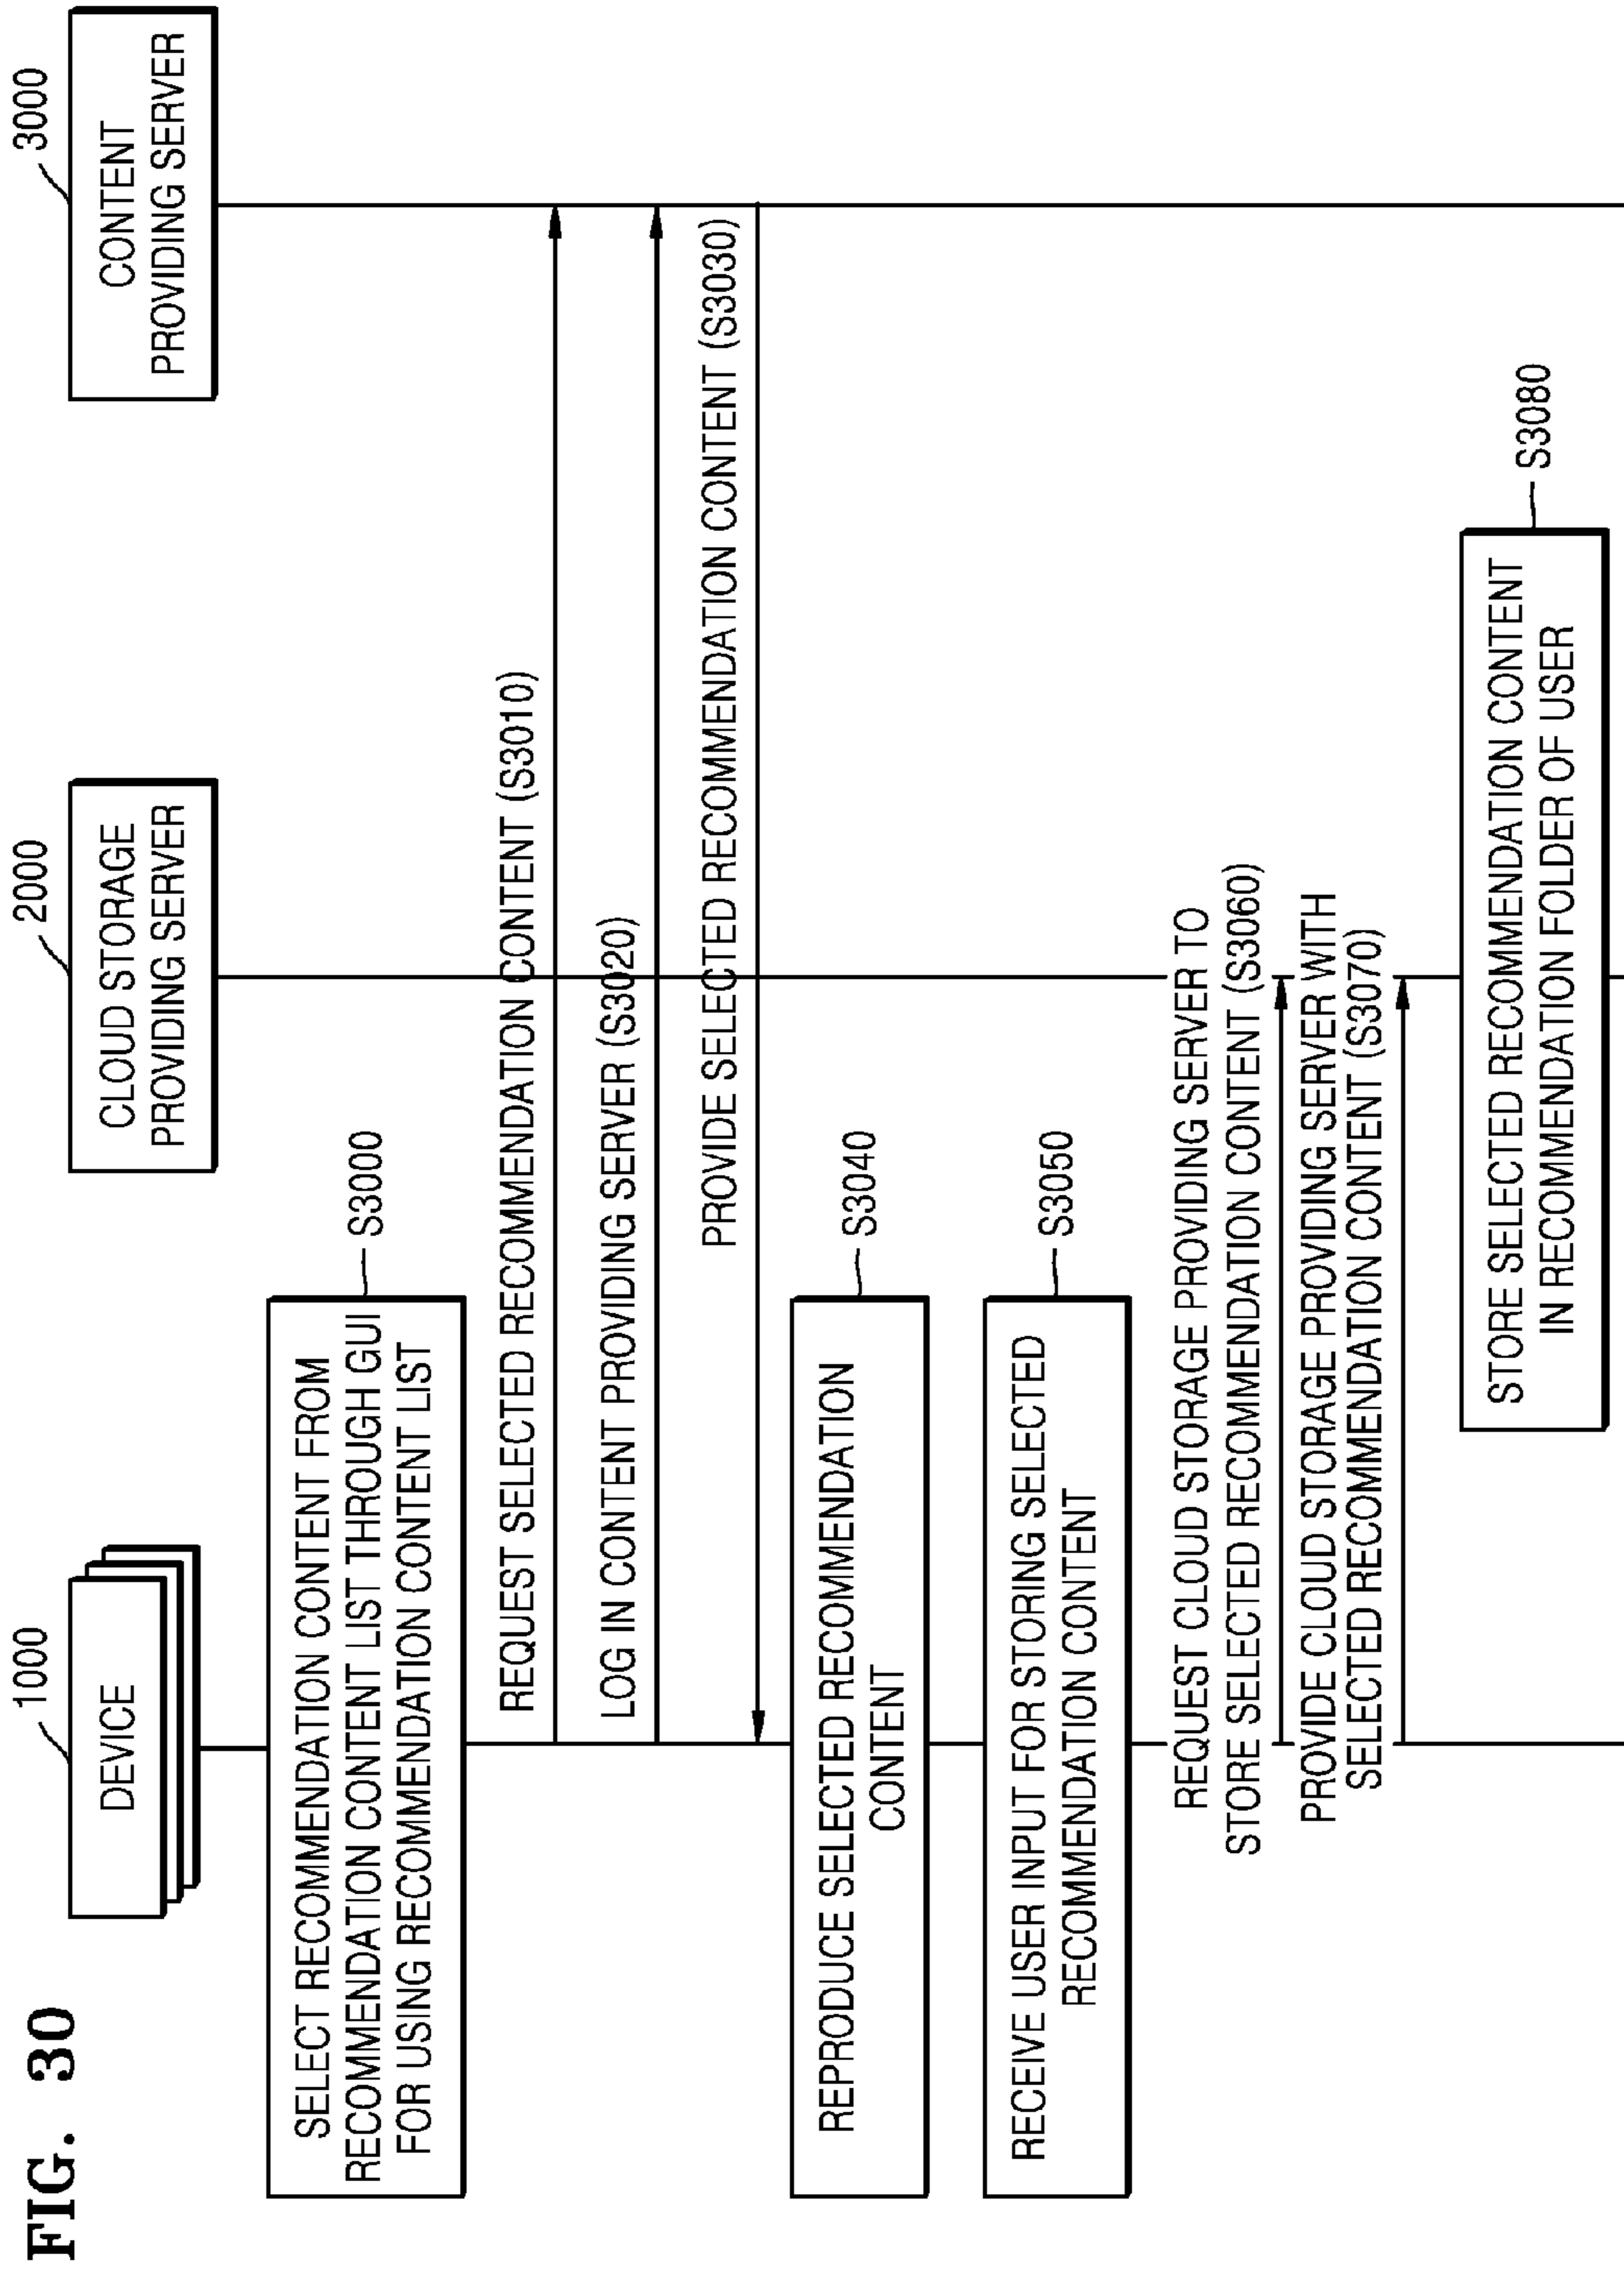 FIG. 30
1000
DEVICE
2000
CLOUD STORAGE
PROVIDING SERVER
3000
CONTENT
PROVIDING SERVER
SELECT RECOMMENDATION CONTENT FROM
RECOMMENDATION CONTENT LIST THROUGH GUI
FOR USING RECOMMENDATION CONTENT LIST
S3000
REQUEST SELECTED RECOMMENDATION CONTENT (S3010)
LOG IN CONTENT PROVIDING SERVER (S3020)
PROVIDE SELECTED RECOMMENDATION CONTENT (S3030)
REPRODUCE SELECTED RECOMMENDATION
CONTENT
S3040
RECEIVE USER INPUT FOR STORING SELECTED
RECOMMENDATION CONTENT
S3050
REQUEST CLOUD STORAGE PROVIDING SERVER TO
STORE SELECTED RECOMMENDATION CONTENT (S3060)
PROVIDE CLOUD STORAGE PROVIDING SERVER WITH
SELECTED RECOMMENDATION CONTENT (S3070)
STORE SELECTED RECOMMENDATION CONTENT
IN RECOMMENDATION FOLDER OF USER
S3080